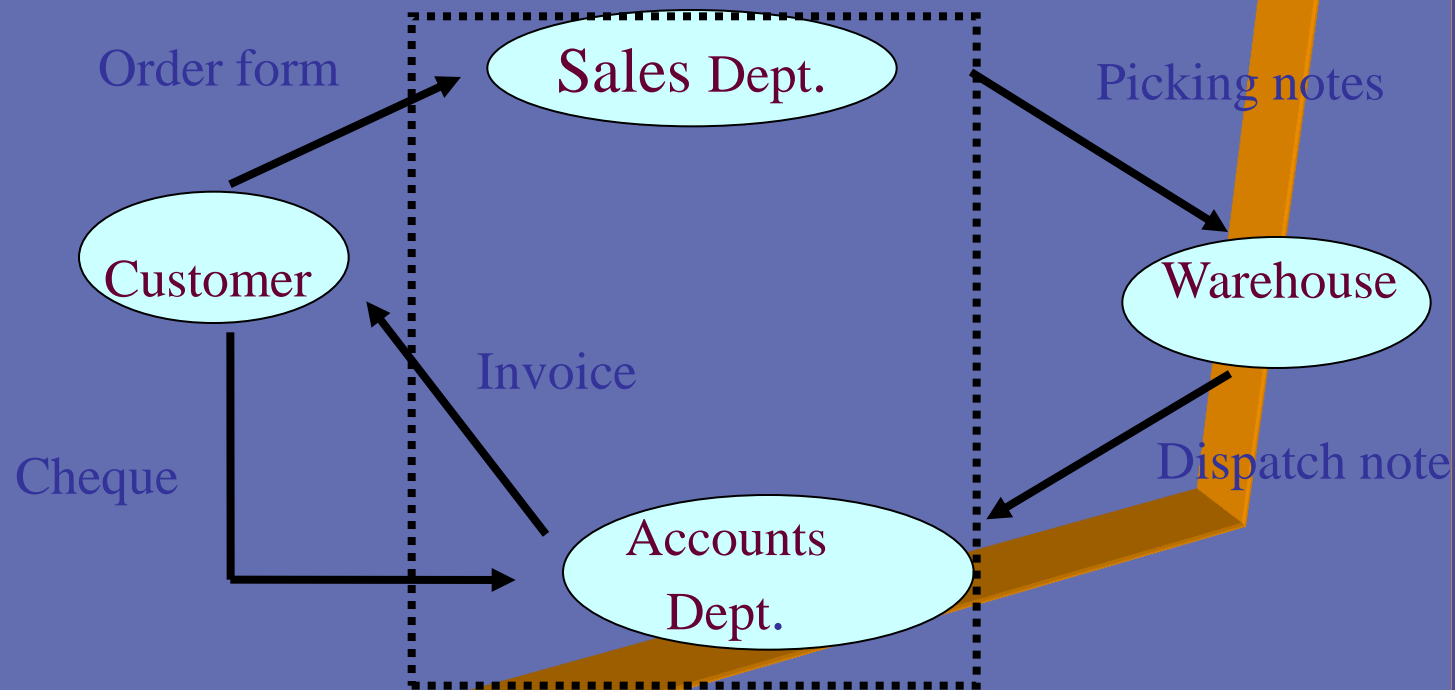 Order form
Sales Dept.
Picking notes
Customer
Warehouse
Invoice
Cheque
Dispatch note
Accounts
Dept.